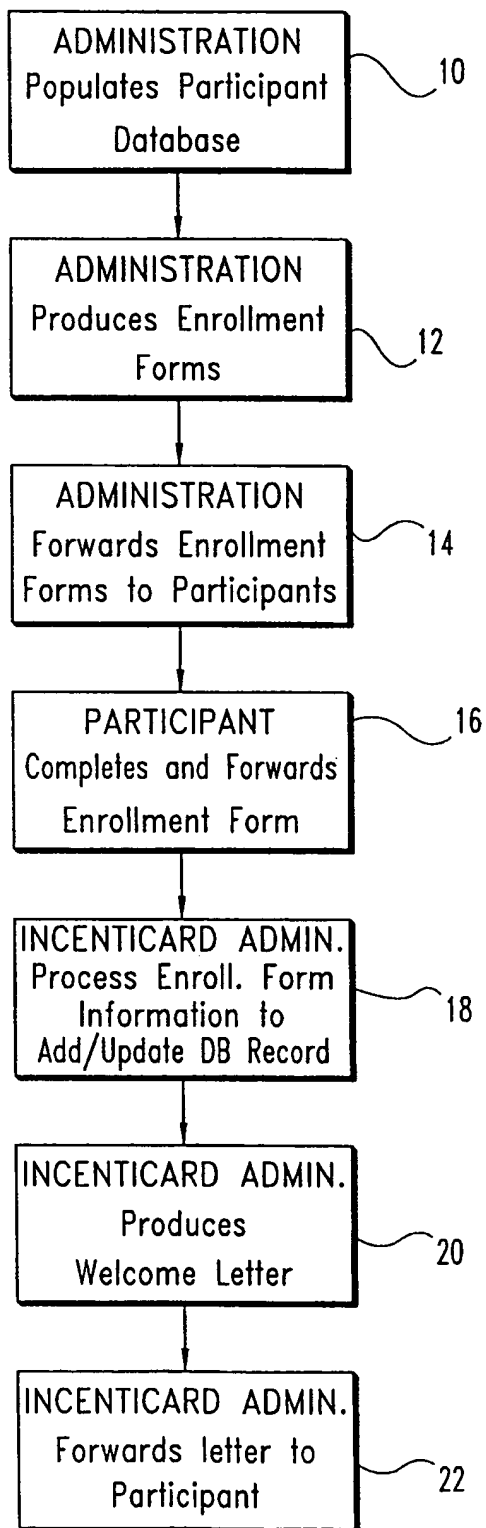 ADMINISTRATION
Populates Participant
Database
10
ADMINISTRATION
Produces Enrollment
Forms
12
ADMINISTRATION
Forwards Enrollment
Forms to Participants
14
PARTICIPANT
Completes and Forwards
Enrollment Form
16
INCENTICARD ADMIN.
Process Enroll. Form
Information to
Add/Update DB Record
18
INCENTICARD ADMIN.
Produces
Welcome Letter
20
INCENTICARD ADMIN.
Forwards letter to
Participant
22